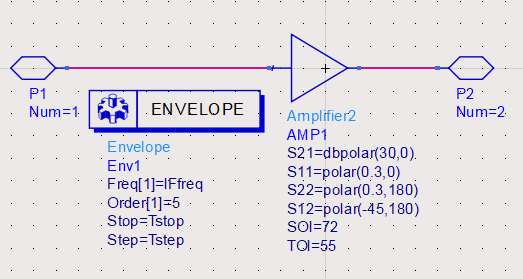 P1
Num=1
ENVELOPE
Envelope
Env1
Freq[1]=IFfreq
Order[1]=5
Stop=Tstop
Step=Tstep
Amplifier2
AMP1
S21=dbpolar(30,0)
S11=polar(0.3,0)
S22=polar(0.3,180)
S12=polar(-45,180)
SOI=72
TOI=55
P2
Num=2